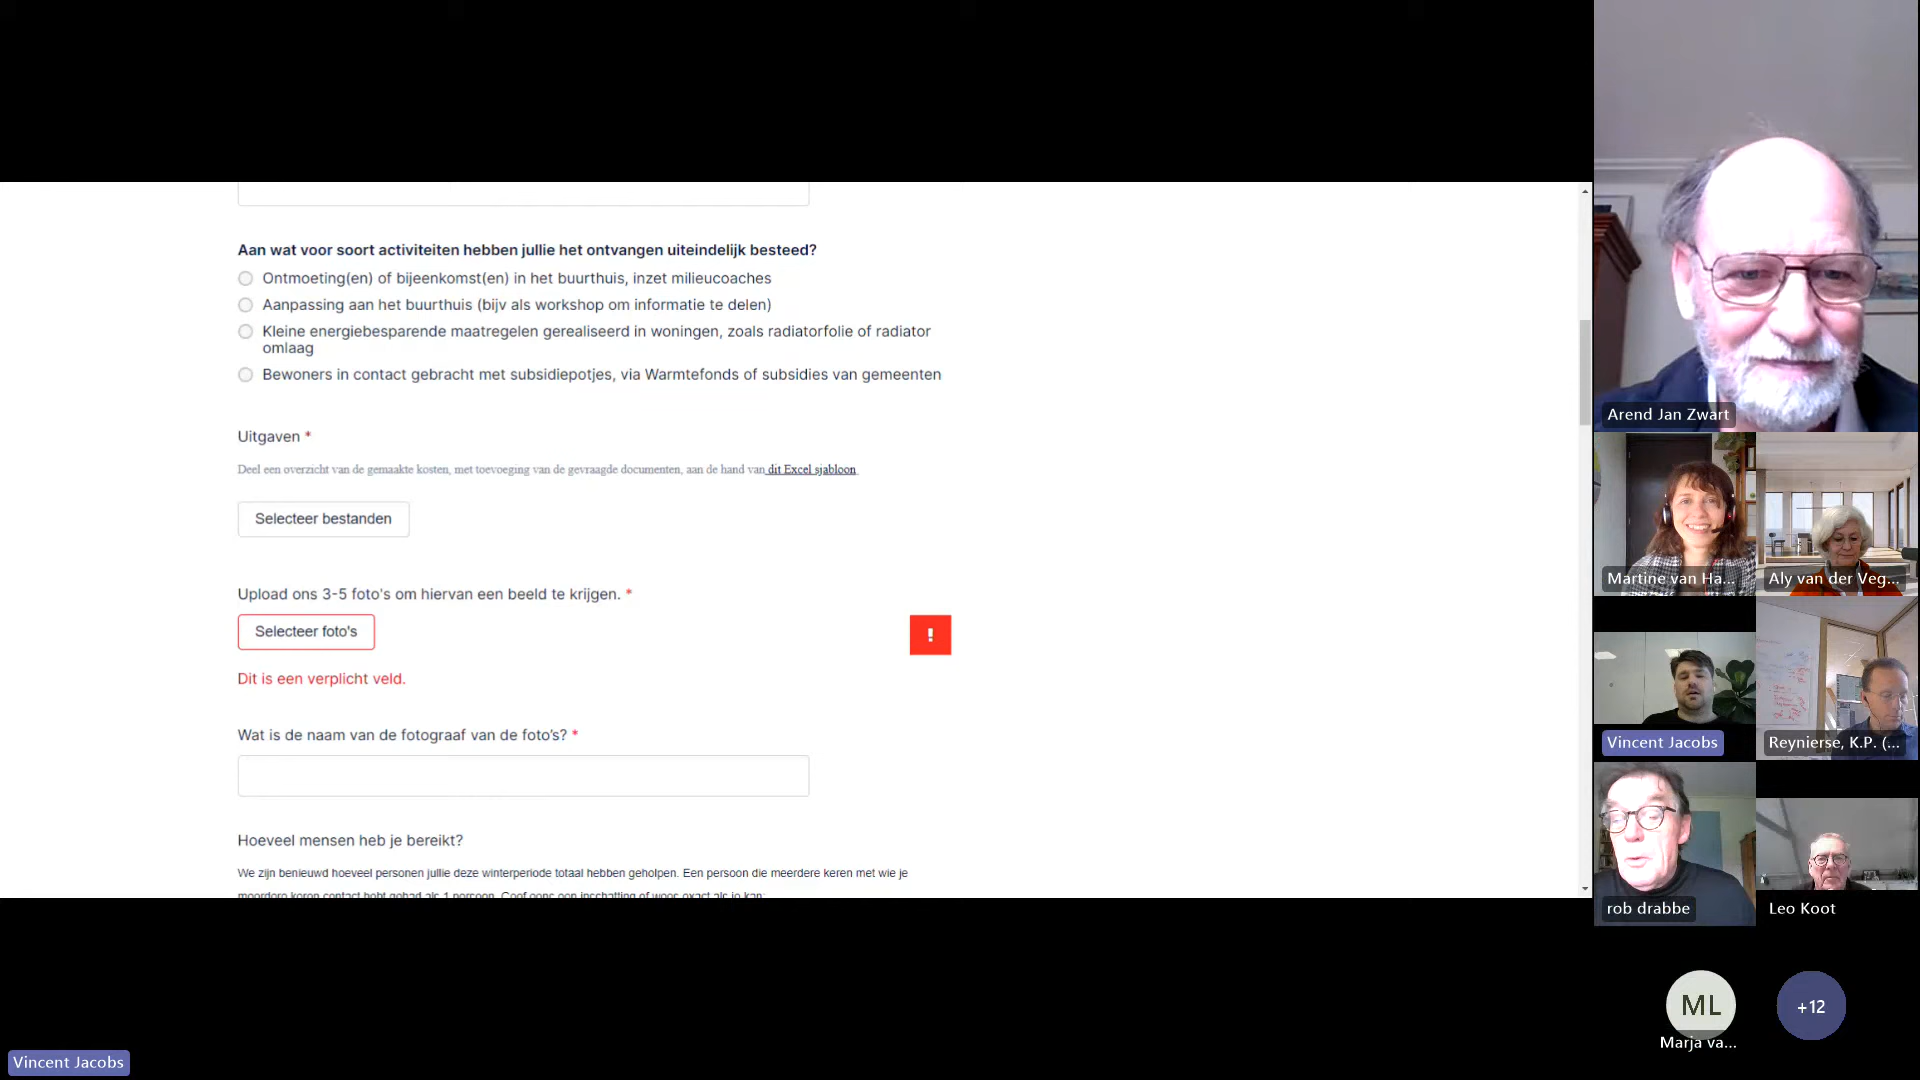 Aan wat voor soort activiteiten hebben jullie het ontvangen uiteindelijk besteed?
Ontmoeting(en) of bijeenkomst(en) in het buurthuis, inzet milieucoaches
Aanpassing aan het buurthuis (bijv als workshop om informatie te delen)
Kleine energiebesparende maatregelen gerealiseerd in woningen, zoals radiatorfolie of radiator
omlaag
Bewoners in contact gebracht met subsidiepotjes, via Warmtefonds of subsidies van gemeenten
Uitgaven *
Deel een overzicht van de gemaakte kosten, met toevoeging van de gevraagde documenten, aan de hand van dit Excel sjabloon
Selecteer bestanden
Upload ons 3-5 foto's om hiervan een beeld te krijgen. *
Selecteer foto's
!
Dit is een verplicht veld.
Wat is de naam van de fotograaf van de foto's? *
Hoeveel mensen heb je bereikt?
We zijn benieuwd hoeveel personen jullie deze winterperiode totaal hebben geholpen. Een persoon die meerdere keren met wie je
Arend Jan Zwart
Martine van Ha...
Aly van der Veg...
Vincent Jacobs
Reynierse, K.P. (...
rob drabbe
Leo Koot
ML
+12
Marja va...
Vincent Jacobs